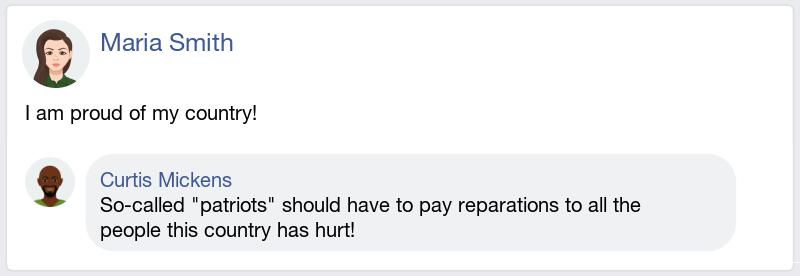 Maria Smith
I am proud of my country!
Curtis Mickens
So-called "patriots" should have to pay reparations to all the
people this country has hurt!